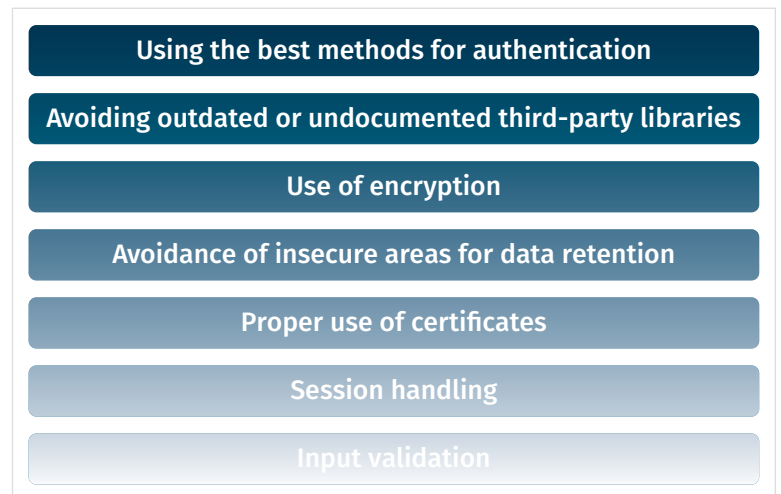 Using the best methods for authentication
Avoiding outdated or undocumented third-party libraries
Use of encryption
Avoidance of insecure areas for data retention
Proper use of certificates
Session handling
Input validation